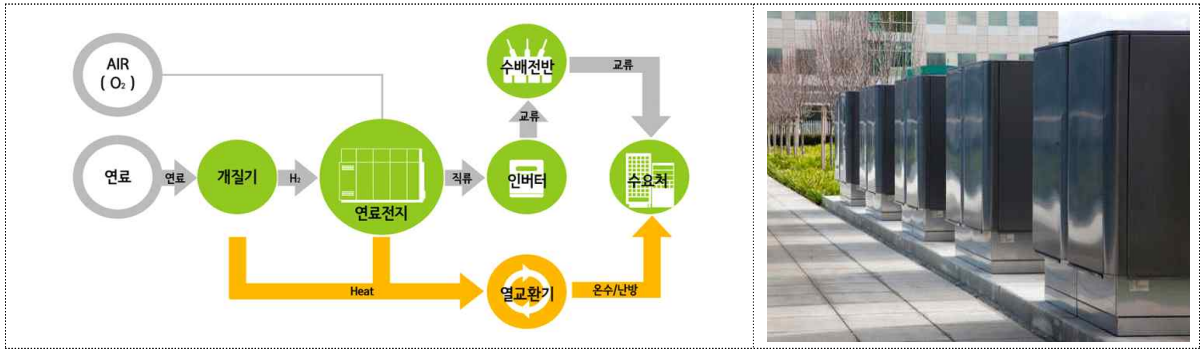 AIR
( O₂ )
수배전반
교류
교류
연료
연료
개질기
H₂
연료전지
직류
인버터
수요처
Heat
열교환기
온수/난방